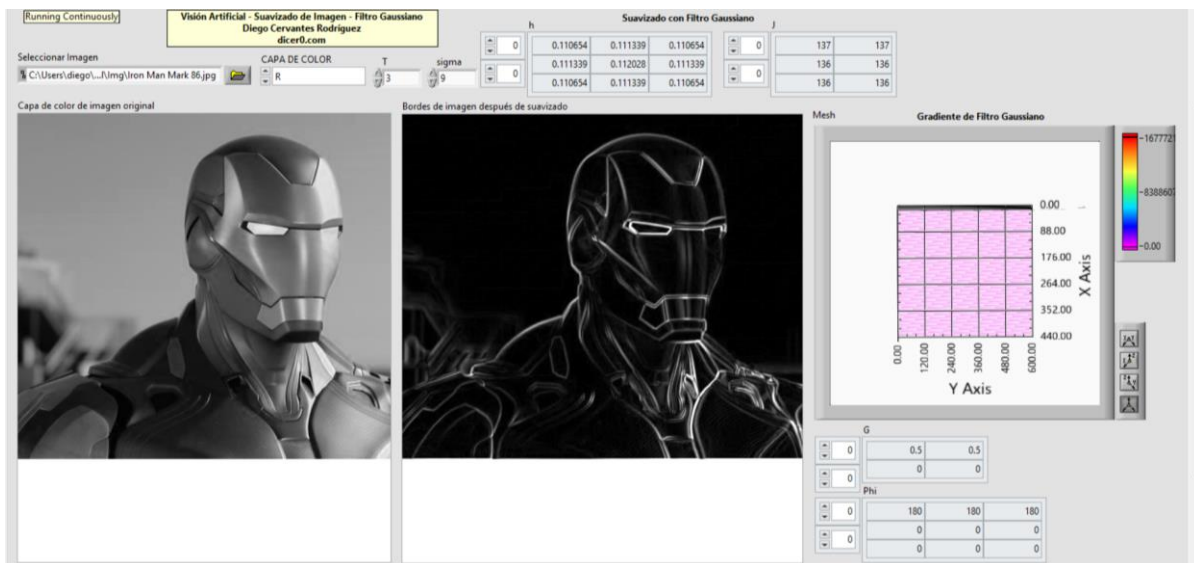 Running Continuously
Visión Artificial - Suavizado de Imagen - Filtro Gaussiano
Diego Cervantes Rodríguez
dicer0.com
Suavizado con Filtro Gaussiano
h
J
0
0.110654 0.111339 0.110654
0
137 137
0.111339 0.112028 0.111339
136 136
0
0.110654 0.111339 0.110654
0
136 136
Seleccionar Imagen
C:\Users\diego\...l\Img\Iron Man Mark 86.jpg
CAPA DE COLOR
R
T
3
sigma
9
Capa de color de imagen original
Bordes de imagen después de suavizado
Mesh
Gradiente de Filtro Gaussiano
0.00
88.00
176.00
264.00
352.00
440.00
X Axis
0.00
120.00
240.00
360.00
480.00
600.00
Y Axis
-8388607
-0.00
G
0
0.5 0.5
0 0
0
Phi
0
180 180 180
0 0 0
0
0 0 0